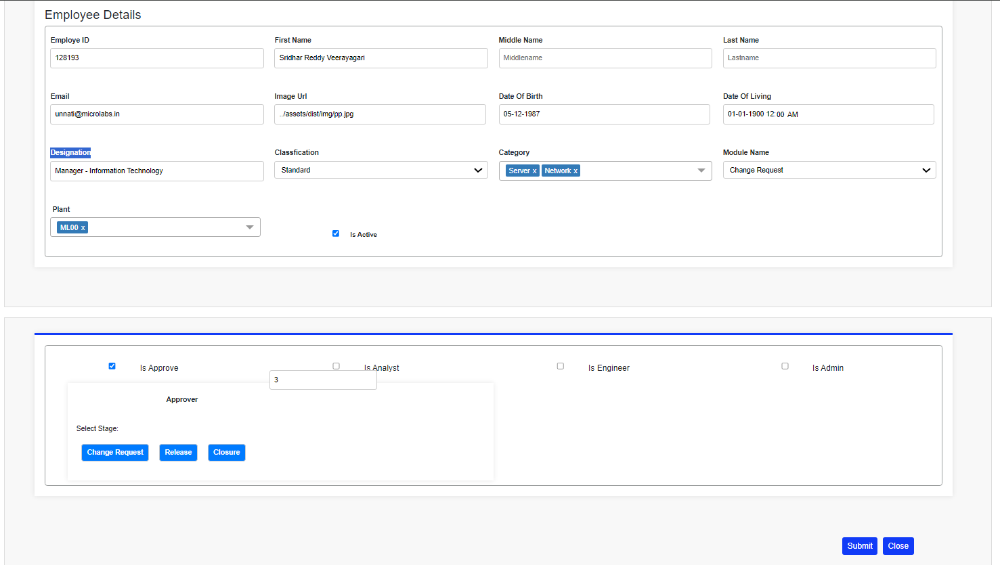 Employee Details
Employe ID
First Name
Middle Name
Last Name
128193
Sridhar Reddy Veerayagari
Middlename
Lastname
Email
Image Url
Date Of Birth
Date Of Living
unnati@microlabs.in
../assets/dist/img/pp.jpg
05-12-1987
01-01-1900 12:00 AM
Designation
Classfication
Category
Module Name
Manager - Information Technology
Standard
Server x Network x
Change Request
Plant
ML00 x
Is Active
Is Approve
Is Analyst
Is Engineer
Is Admin
3
Approver
Select Stage:
Change Request
Release
Closure
Submit
Close